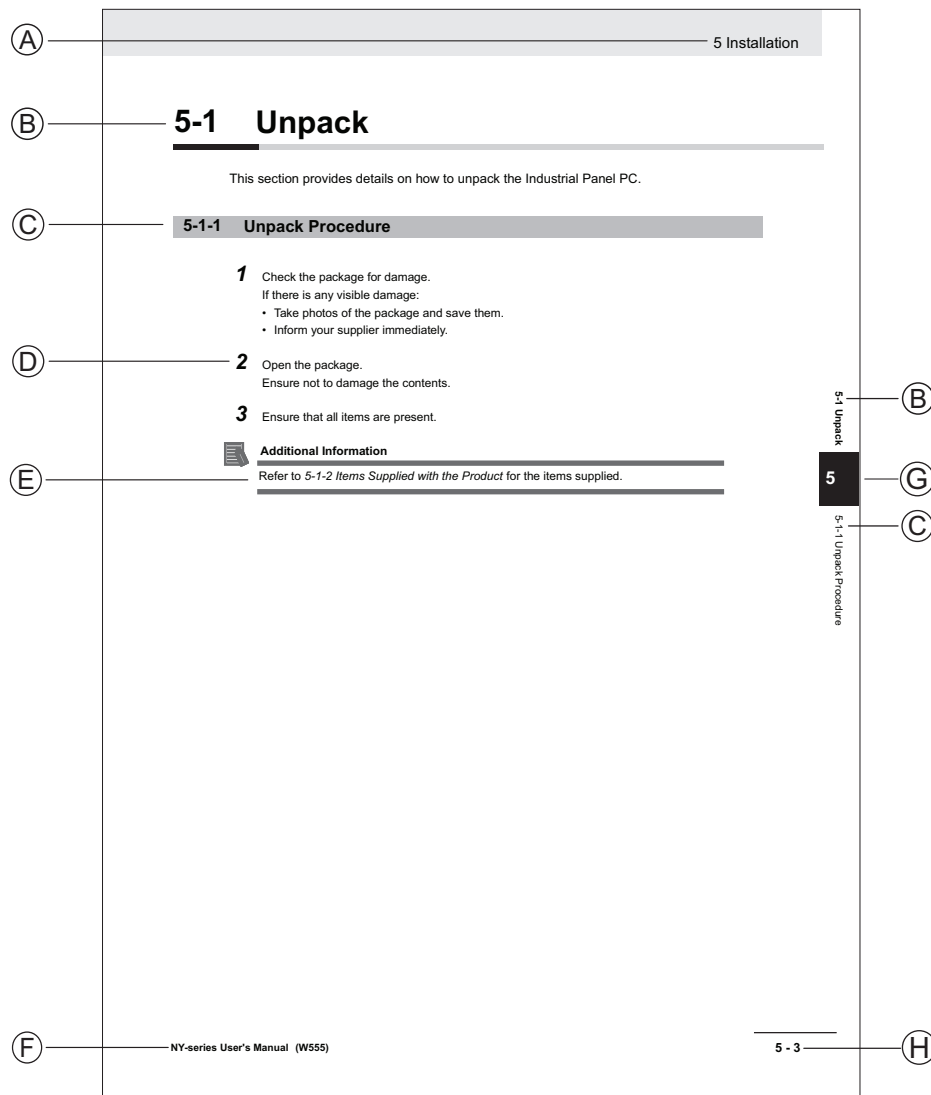 A
5 Installation
B
5-1 Unpack
This section provides details on how to unpack the Industrial Panel PC.
C
5-1-1 Unpack Procedure
1 Check the package for damage.
If there is any visible damage:
• Take photos of the package and save them.
• Inform your supplier immediately.
D
2 Open the package.
Ensure not to damage the contents.
3 Ensure that all items are present.
Additional Information
E
Refer to 5-1-2 Items Supplied with the Product for the items supplied.
5-1 Unpack
B
5
G
5-1-1 Unpack Procedure
C
F
NY-series User's Manual (W555)
5 - 3
H